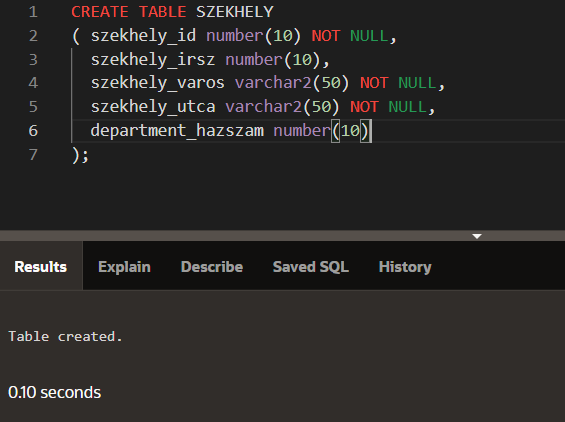 1 CREATE TABLE SZEKHELY
2 ( szekhely_id number(10) NOT NULL,
3 szekhely_irsz number(10),
4 szekhely_varos varchar2(50) NOT NULL,
5 szekhely_utca varchar2(50) NOT NULL,
6 department_hazszam number(10)
7 );
Results Explain Describe Saved SQL History
Table created.
0.10 seconds